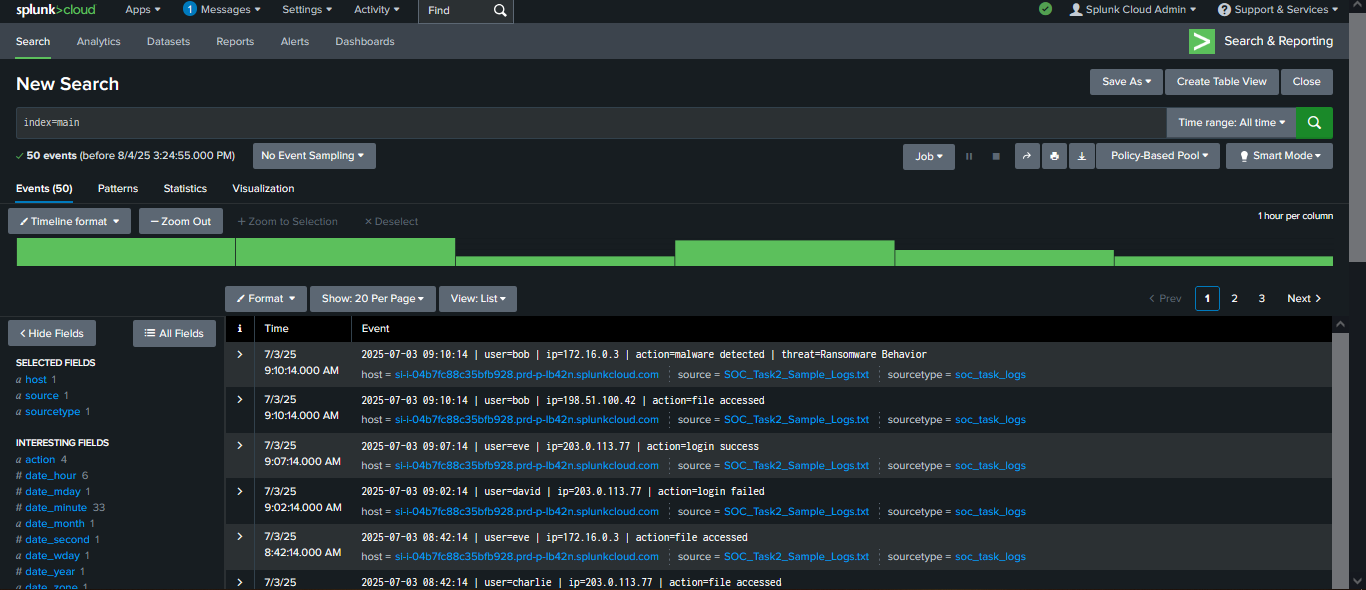 splunk>cloud Apps 1 Messages Settings Activity Find Splunk Cloud Admin Support & Services
Search Analytics Datasets Reports Alerts Dashboards Search & Reporting
New Search Save As Create Table View Close
index=main Time range: All time
50 events (before 8/4/25 3:24:55.000 PM) No Event Sampling Job Policy-Based Pool Smart Mode
Events (50) Patterns Statistics Visualization
Timeline format — Zoom Out + Zoom to Selection × Deselect 1 hour per column
Format Show: 20 Per Page View: List < Prev 1 2 3 Next >
< Hide Fields All Fields
i Time Event
SELECTED FIELDS
a host 1
a source 1
a sourcetype 1
INTERESTING FIELDS
a action 4
# date_hour 6
# date_mday 1
# date_minute 33
a date_month 1
# date_second 1
a date_wday 1
# date_year 1
a date_zone 1
> 7/3/25 2025-07-03 09:10:14 | user=bob | ip=172.16.0.3 | action=malware detected | threat=Ransomware Behavior
9:10:14.000 AM host = si-i-04b7fc88c35bfb928.prd-p-lb42n.splunkcloud.com source = SOC_Task2_Sample_Logs.txt sourcetype = soc_task_logs
> 7/3/25 2025-07-03 09:10:14 | user=bob | ip=198.51.100.42 | action=file accessed
9:10:14.000 AM host = si-i-04b7fc88c35bfb928.prd-p-lb42n.splunkcloud.com source = SOC_Task2_Sample_Logs.txt sourcetype = soc_task_logs
> 7/3/25 2025-07-03 09:07:14 | user=eve | ip=203.0.113.77 | action=login success
9:07:14.000 AM host = si-i-04b7fc88c35bfb928.prd-p-lb42n.splunkcloud.com source = SOC_Task2_Sample_Logs.txt sourcetype = soc_task_logs
> 7/3/25 2025-07-03 09:02:14 | user=david | ip=203.0.113.77 | action=login failed
9:02:14.000 AM host = si-i-04b7fc88c35bfb928.prd-p-lb42n.splunkcloud.com source = SOC_Task2_Sample_Logs.txt sourcetype = soc_task_logs
> 7/3/25 2025-07-03 08:42:14 | user=eve | ip=172.16.0.3 | action=file accessed
8:42:14.000 AM host = si-i-04b7fc88c35bfb928.prd-p-lb42n.splunkcloud.com source = SOC_Task2_Sample_Logs.txt sourcetype = soc_task_logs
> 7/3/25 2025-07-03 08:42:14 | user=charlie | ip=203.0.113.77 | action=file accessed